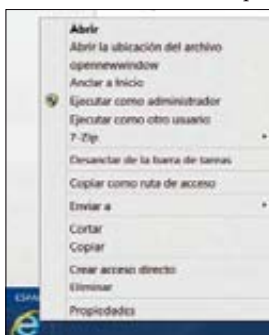 Abrir
Abrir la ubicación del archivo
opennewwindow
Anclar a Inicio
Ejecutar como administrador
Ejecutar como otro usuario
7-Zip
Desanclar de la barra de tareas
Copiar como ruta de acceso
Enviar a
Cortar
Copiar
Crear acceso directo
Eliminar
Propiedades